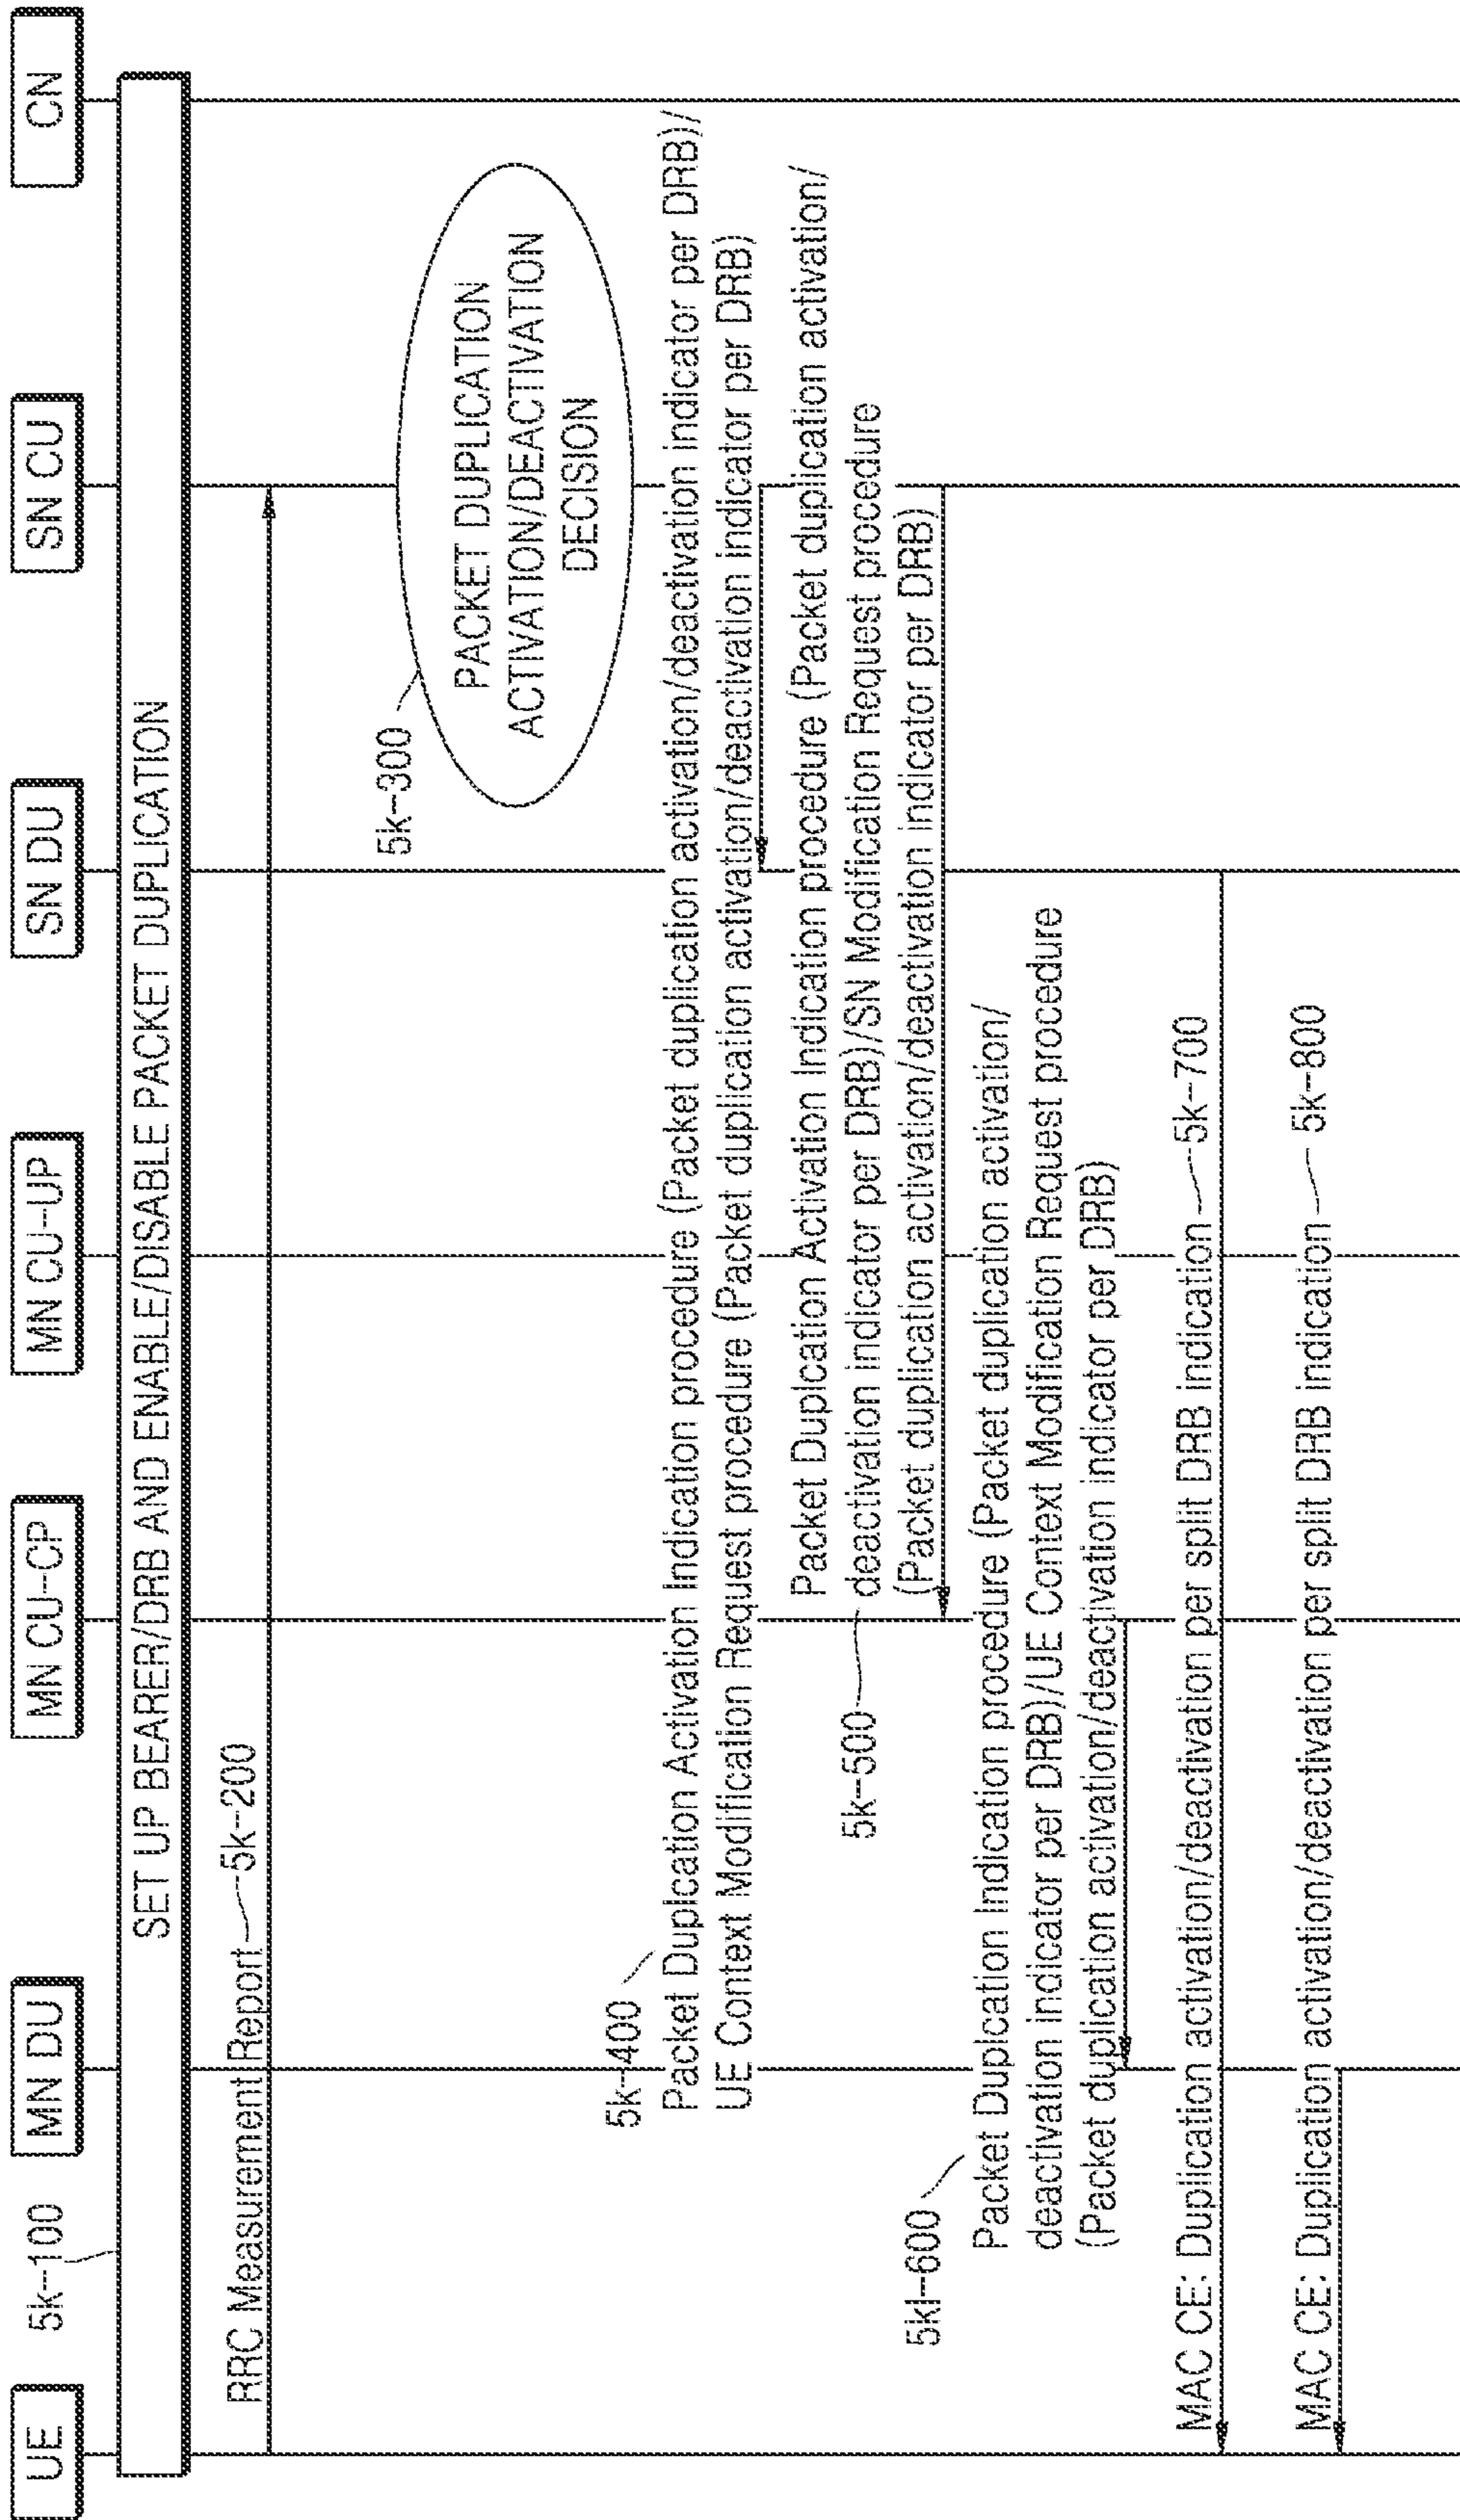 UE
MN DU
MN CU-CP
MN CU-UP
SN DU
SN CU
CN
5k-100
SET UP BEARER/DRB AND ENABLE/DISABLE PACKET DUPLICATION
RRC Measurement Report
5k-200
5k-300
PACKET DUPLICATION
ACTIVATION/DEACTIVATION
DECISION
5k-400
Packet Duplication Activation Indication procedure (Packet duplication activation/deactivation indicator per DRB)/
UE Context Modification Request procedure (Packet duplication activation/deactivation indicator per DRB)
5k-500
Packet Duplcation Activation Indication procedure (Packet duplication activation/
deactivation indicator per DRB)/SN Modification Request procedure
(Packet duplication activation/deactivation indicator per DRB)
5kl-600
Packet Duplication Indication procedure (Packet duplication activation/
deactivation indicator per DRB)/UE Context Modification Request procedure
(Packet duplication activation/deactivation indicator per DRB)
MAC CE: Duplication activation/deactivation per split DRB indication
5k-700
MAC CE: Duplication activation/deactivation per split DRB indication
5k-800